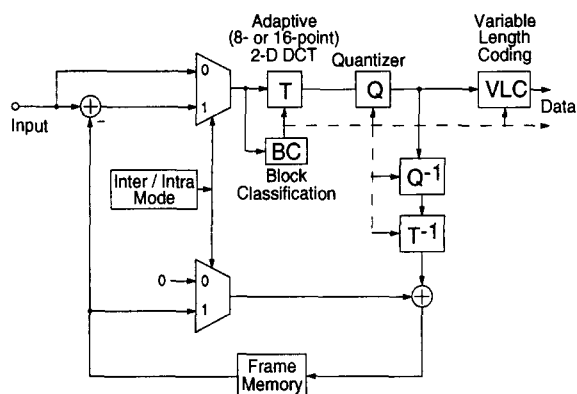 Adaptive
(8- or 16-point)
2-D DCT
Variable
Length
Coding
Quantizer
0
1
T
Q
VLC
Input
-
Data
BC
Block
Classification
Inter / Intra
Mode
Q-1
T-1
0
0
1
Frame
Memory